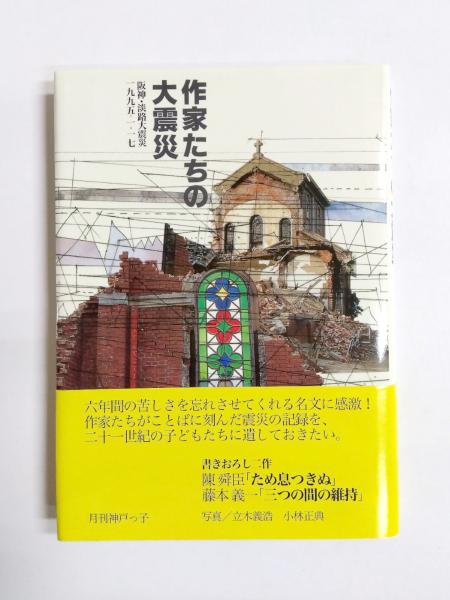 作家たちの
大震災
阪神・淡路大震災
一九九五・一・一七
六年間の苦しさを忘れさせてくれる名文に感激！
作家たちがことばに刻んだ震災の記録を、
二十一世紀の子どもたちに遺しておきたい。
書きおろし二作
陳舜臣「ため息つきぬ」
藤本義一「三つの間の維持」
月刊神戸っ子 写真／立木義浩 小林正典